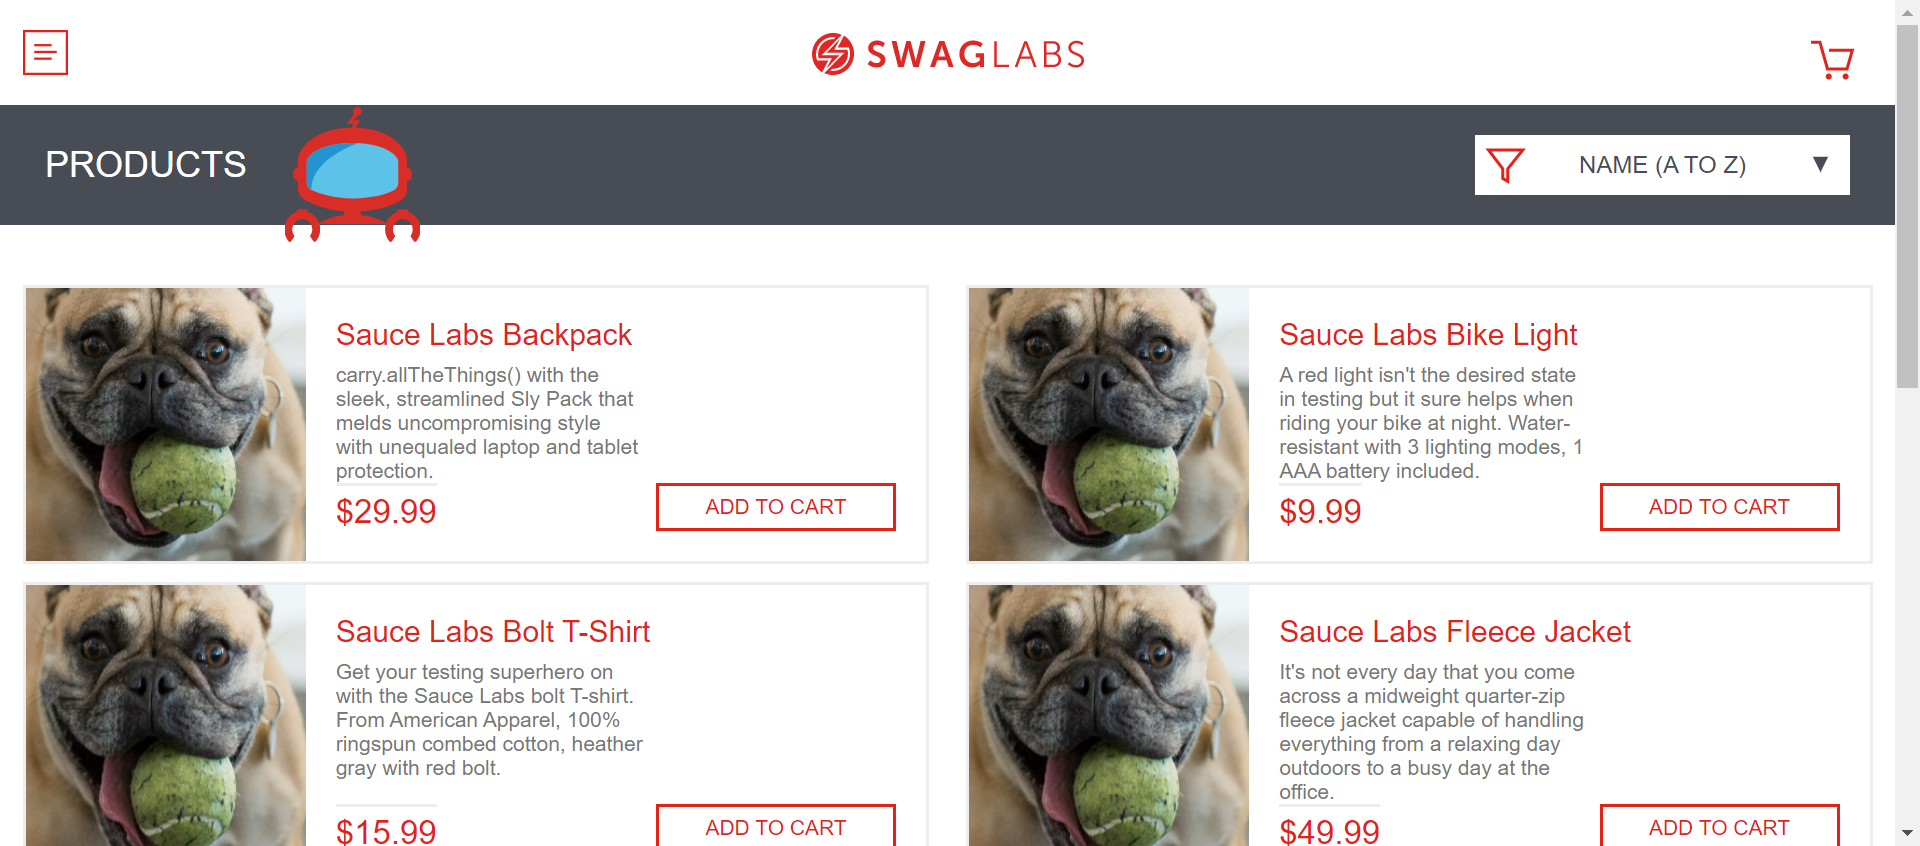 SWAGLABS
PRODUCTS
NAME (A TO Z)
Sauce Labs Backpack
carry.allTheThings() with the
sleek, streamlined Sly Pack that
melds uncompromising style
with unequaled laptop and tablet
protection.
$29.99
ADD TO CART
Sauce Labs Bike Light
A red light isn't the desired state
in testing but it sure helps when
riding your bike at night. Water-
resistant with 3 lighting modes, 1
AAA battery included.
$9.99
ADD TO CART
Sauce Labs Bolt T-Shirt
Get your testing superhero on
with the Sauce Labs bolt T-shirt.
From American Apparel, 100%
ringspun combed cotton, heather
gray with red bolt.
$15.99
ADD TO CART
Sauce Labs Fleece Jacket
It's not every day that you come
across a midweight quarter-zip
fleece jacket capable of handling
everything from a relaxing day
outdoors to a busy day at the
office.
$49.99
ADD TO CART